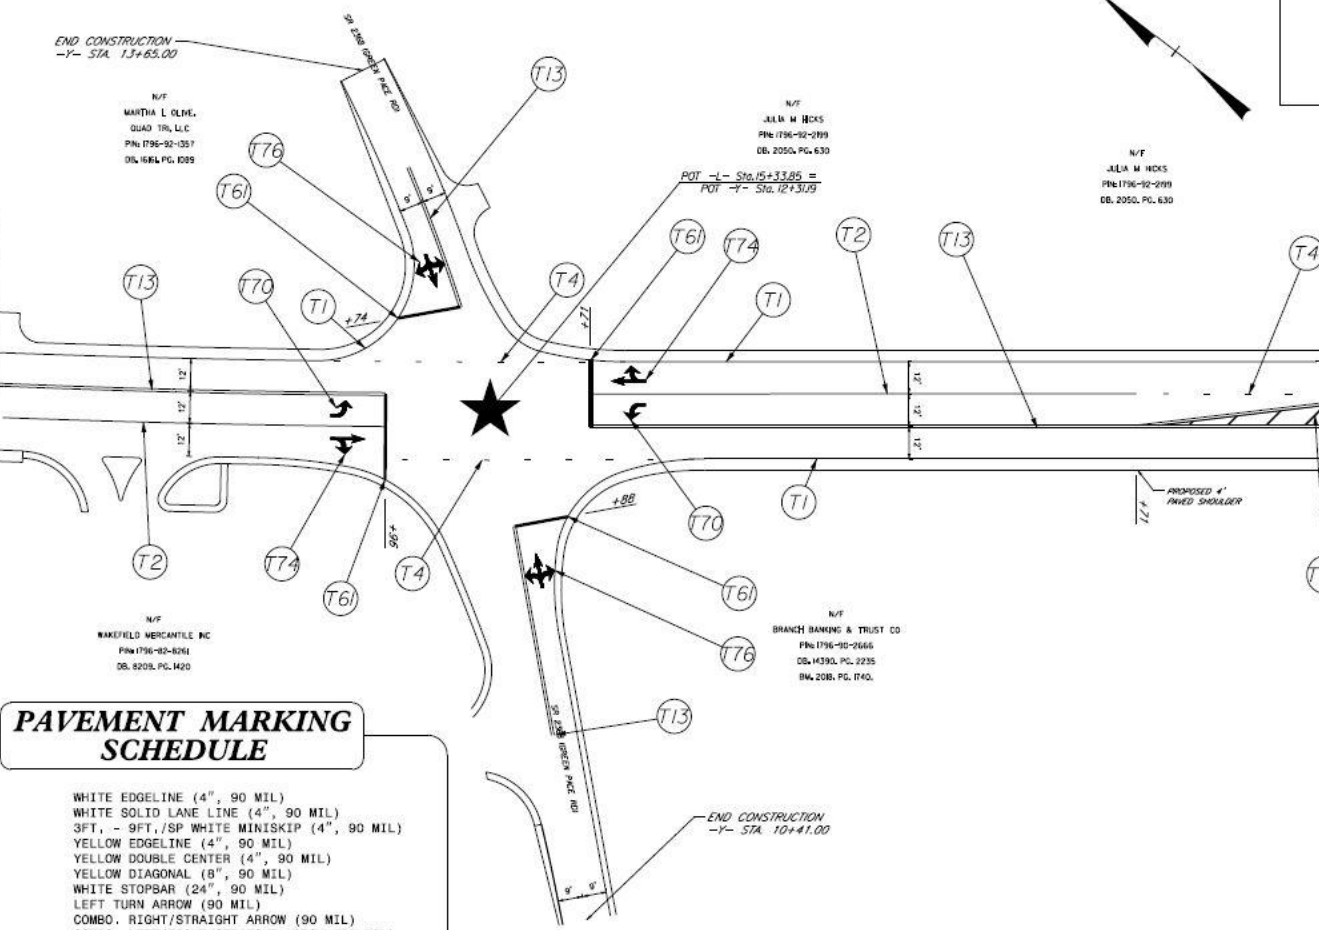 END CONSTRUCTION
-Y- STA. 13+65.00
SR 2368 (GREEN PACE RD)
T13
N/F
MARTHA L OLIVE,
QUAD TRI, LLC
PIN: 1796-92-1357
DB. 16161, PG. 1089
N/F
JULIA M HICKS
PIN: 1796-92-2199
DB. 2050, PG. 630
N/F
JULIA M HICKS
PIN: 1796-92-2199
DB. 2050, PG. 630
T76
T61
9'
9'
POT -L- Sta. 15+33.85 =
POT -Y- Sta. 12+31.19
T61
T74
T2
T13
T4
T13
T70
T1
+74
T4
+71
T1
12'
12'
12'
12'
12'
12'
PROPOSED 4'
PAVED SHOULDER
+71
T1
T70
+88
+96
T2
T74
T61
T4
T61
T76
N/F
WAKEFIELD MERCANTILE INC
PIN: 1796-82-8261
DB. 8209, PG. 1420
N/F
BRANCH BANKING & TRUST CO
PIN: 1796-90-2666
DB. 14390, PG. 2235
BM. 2018, PG. 1740.
T13
SR 2368 (GREEN PACE RD)
END CONSTRUCTION
-Y- STA. 10+41.00
9'
9'
PAVEMENT MARKING
SCHEDULE
WHITE EDGELINE (4", 90 MIL)
WHITE SOLID LANE LINE (4", 90 MIL)
3FT. - 9FT./SP WHITE MINISKIP (4", 90 MIL)
YELLOW EDGELINE (4", 90 MIL)
YELLOW DOUBLE CENTER (4", 90 MIL)
YELLOW DIAGONAL (8", 90 MIL)
WHITE STOPBAR (24", 90 MIL)
LEFT TURN ARROW (90 MIL)
COMBO. RIGHT/STRAIGHT ARROW (90 MIL)